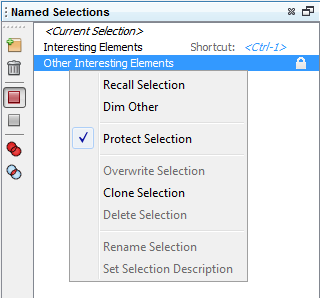 Named Selections
<Current Selection>
Interesting Elements Shortcut: <Ctrl-1>
Other Interesting Elements
Recall Selection
Dim Other
Protect Selection
Overwrite Selection
Clone Selection
Delete Selection
Rename Selection
Set Selection Description